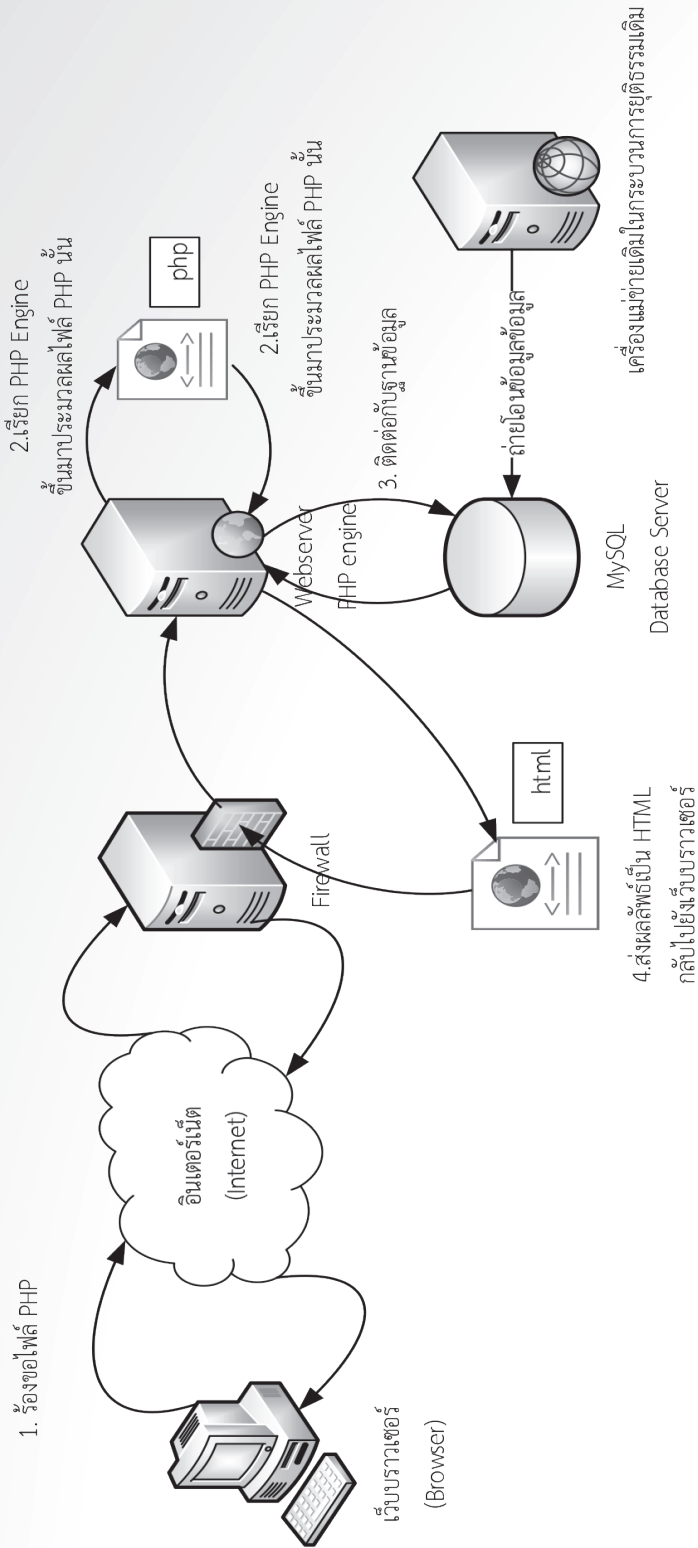 1. ร้องขอไฟล์ PHP
เว็บบราวเซอร์
(Browser)
อินเตอร์เน็ต
(Internet)
Firewall
2.เรียก PHP Engine
ขึ้นมาประมวลผลไฟล์ PHP นั้น
php
2.เรียก PHP Engine
ขึ้นมาประมวลผลไฟล์ PHP นั้น
Webserver
PHP engine
3. ติดต่อกับฐานข้อมูล
html
4.ส่งผลลัพธ์เป็น HTML
กลับไปยังเว็บบราวเซอร์
MySQL
Database Server
ถ่ายโอนข้อมูลข้อมูล
เครื่องแม่ข่ายเดิมในกระบวนการยุติธรรมเดิม